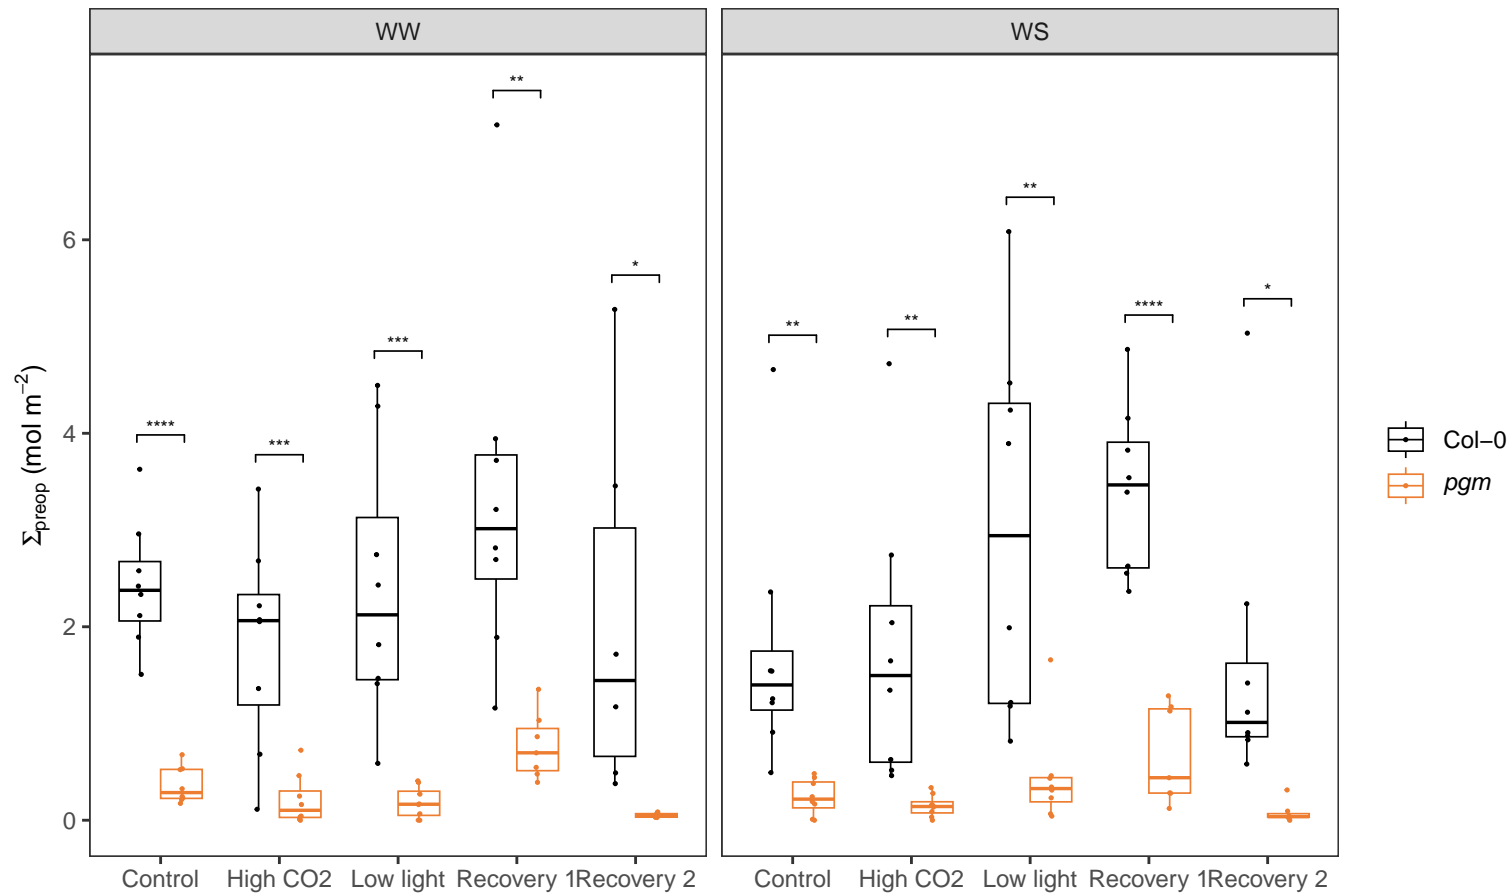 WW
WS
**
**
*
**
****
*
***
***
****
**
**
6
4
2
0
Σpreop (mol m−2)
Control
High CO2
Low light
Recovery 1
Recovery 2
Control
High CO2
Low light
Recovery 1
Recovery 2
Col−0
pgm